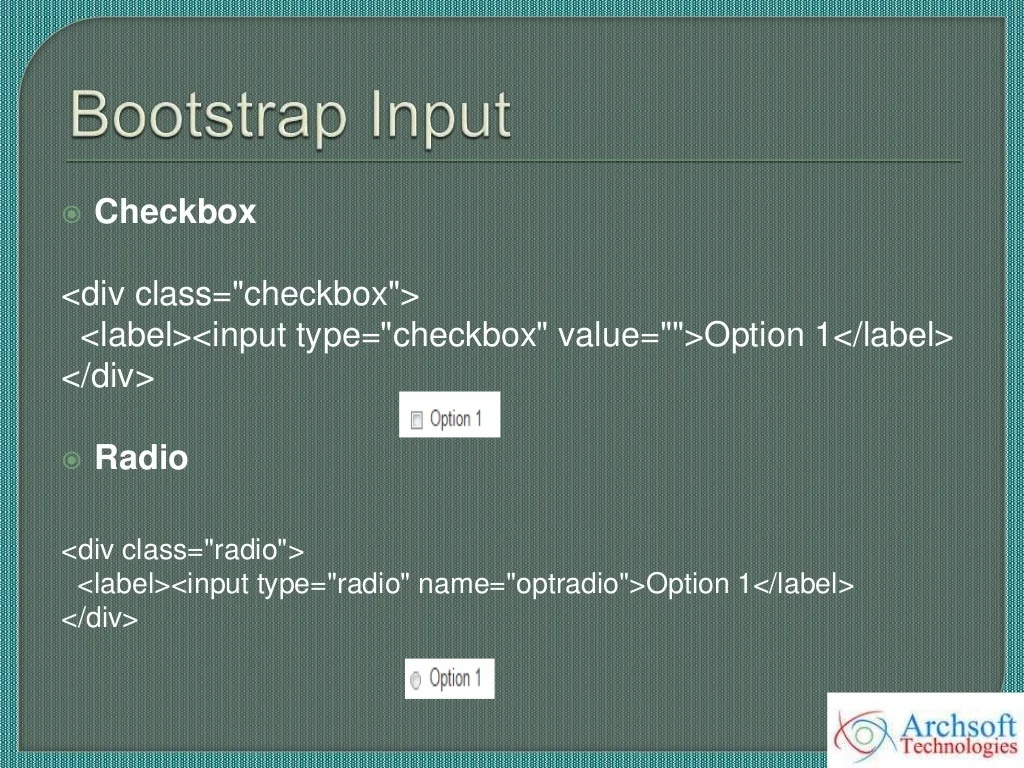 Bootstrap Input
Checkbox
<div class="checkbox">
<label><input type="checkbox" value="">Option 1</label>
</div>
Option 1
Radio
<div class="radio">
<label><input type="radio" name="optradio">Option 1</label>
</div>
Option 1
Archsoft
Technologies